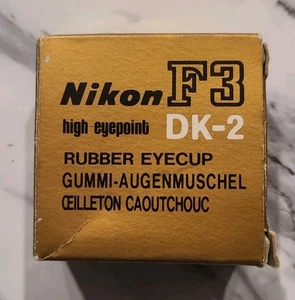 Nikon F3
high-eyepoint DK-2
RUBBER EYECUP
GUMMI-AUGENMUSCHEL
ŒILLETON CAOUTCHOUC